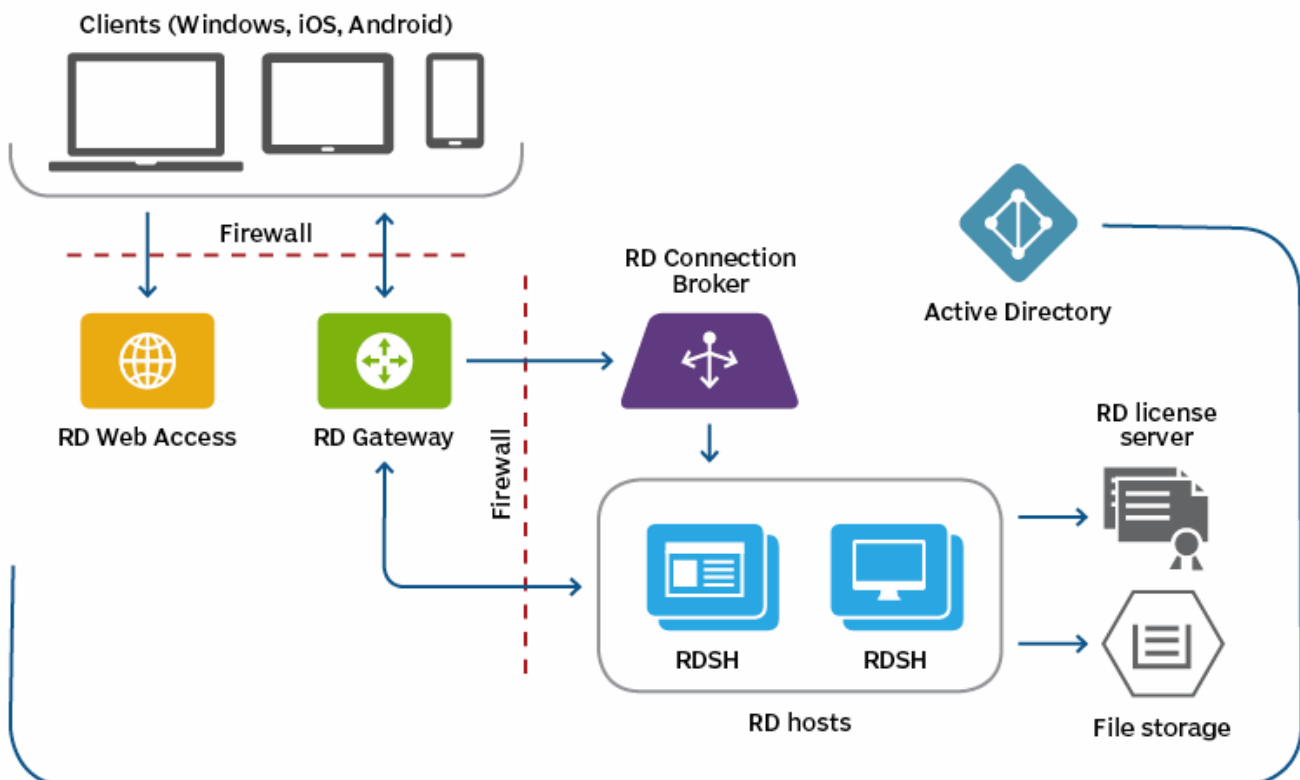 Clients (Windows, iOS, Android)
Firewall
RD Connection
Broker
Active Directory
RD Web Access
RD Gateway
Firewall
RD license
server
RDSH
RDSH
RD hosts
File storage